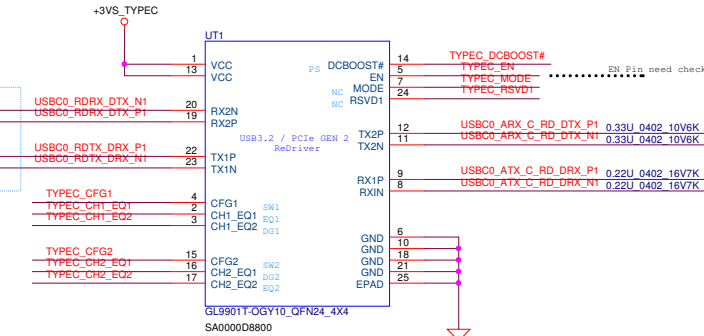 +3VS_TYPEC
UT1
1 VCC
13 VCC
PS DCBOOST# 14 TYPEC_DCBOOST#
EN 5 TYPEC_EN EN Pin need check
MODE 7 TYPEC_MODE
NC
NC RSVD1 24 TYPEC_RSVD1
USBC0_RDRX_DTX_N1 20 RX2N
USBC0_RDRX_DTX_P1 19 RX2P
USB3.2 / PCIe GEN 2
ReDriver
TX2P 12 USBC0_ARX_C_RD_DTX_P1 0.33U_0402_10V6K
TX2N 11 USBC0_ARX_C_RD_DTX_N1 0.33U_0402_10V6K
USBC0_RDTX_DRX_P1 22 TX1P
USBC0_RDTX_DRX_N1 23 TX1N
RX1P 9 USBC0_ATX_C_RD_DRX_P1 0.22U_0402_16V7K
RXIN 8 USBC0_ATX_C_RD_DRX_N1 0.22U_0402_16V7K
TYPEC_CFG1 4 CFG1 SW1
TYPEC_CH1_EQ1 2 CH1_EQ1 EQ1
TYPEC_CH1_EQ2 3 CH1_EQ2 DG1
GND 6
GND 10
GND 18
GND 21
EPAD 25
TYPEC_CFG2 15 CFG2 SW2
TYPEC_CH2_EQ1 16 CH2_EQ1 DG2
TYPEC_CH2_EQ2 17 CH2_EQ2 EQ2
GL9901T-OGY10_QFN24_4X4
SA0000D8800